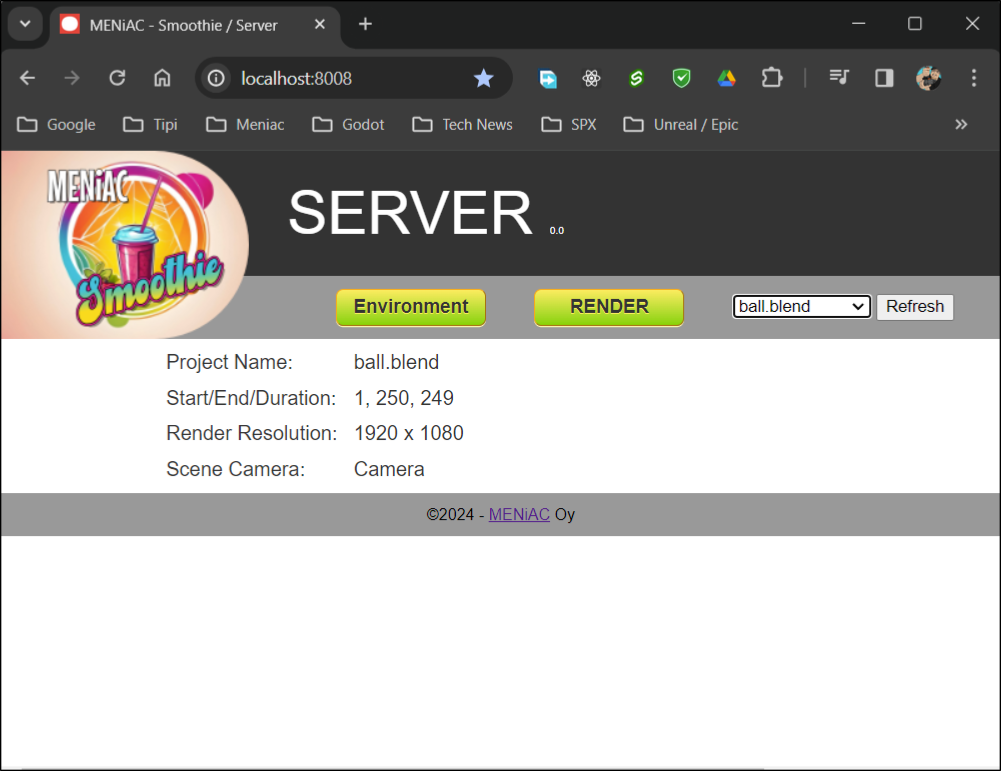 MENiAC - Smoothie / Server
localhost:8008
Google Tipi Meniac Godot Tech News SPX Unreal / Epic
MENiAC
Smoothie
SERVER 0.0
Environment RENDER ball.blend Refresh
Project Name: ball.blend
Start/End/Duration: 1, 250, 249
Render Resolution: 1920 x 1080
Scene Camera: Camera
©2024 - MENiAC Oy